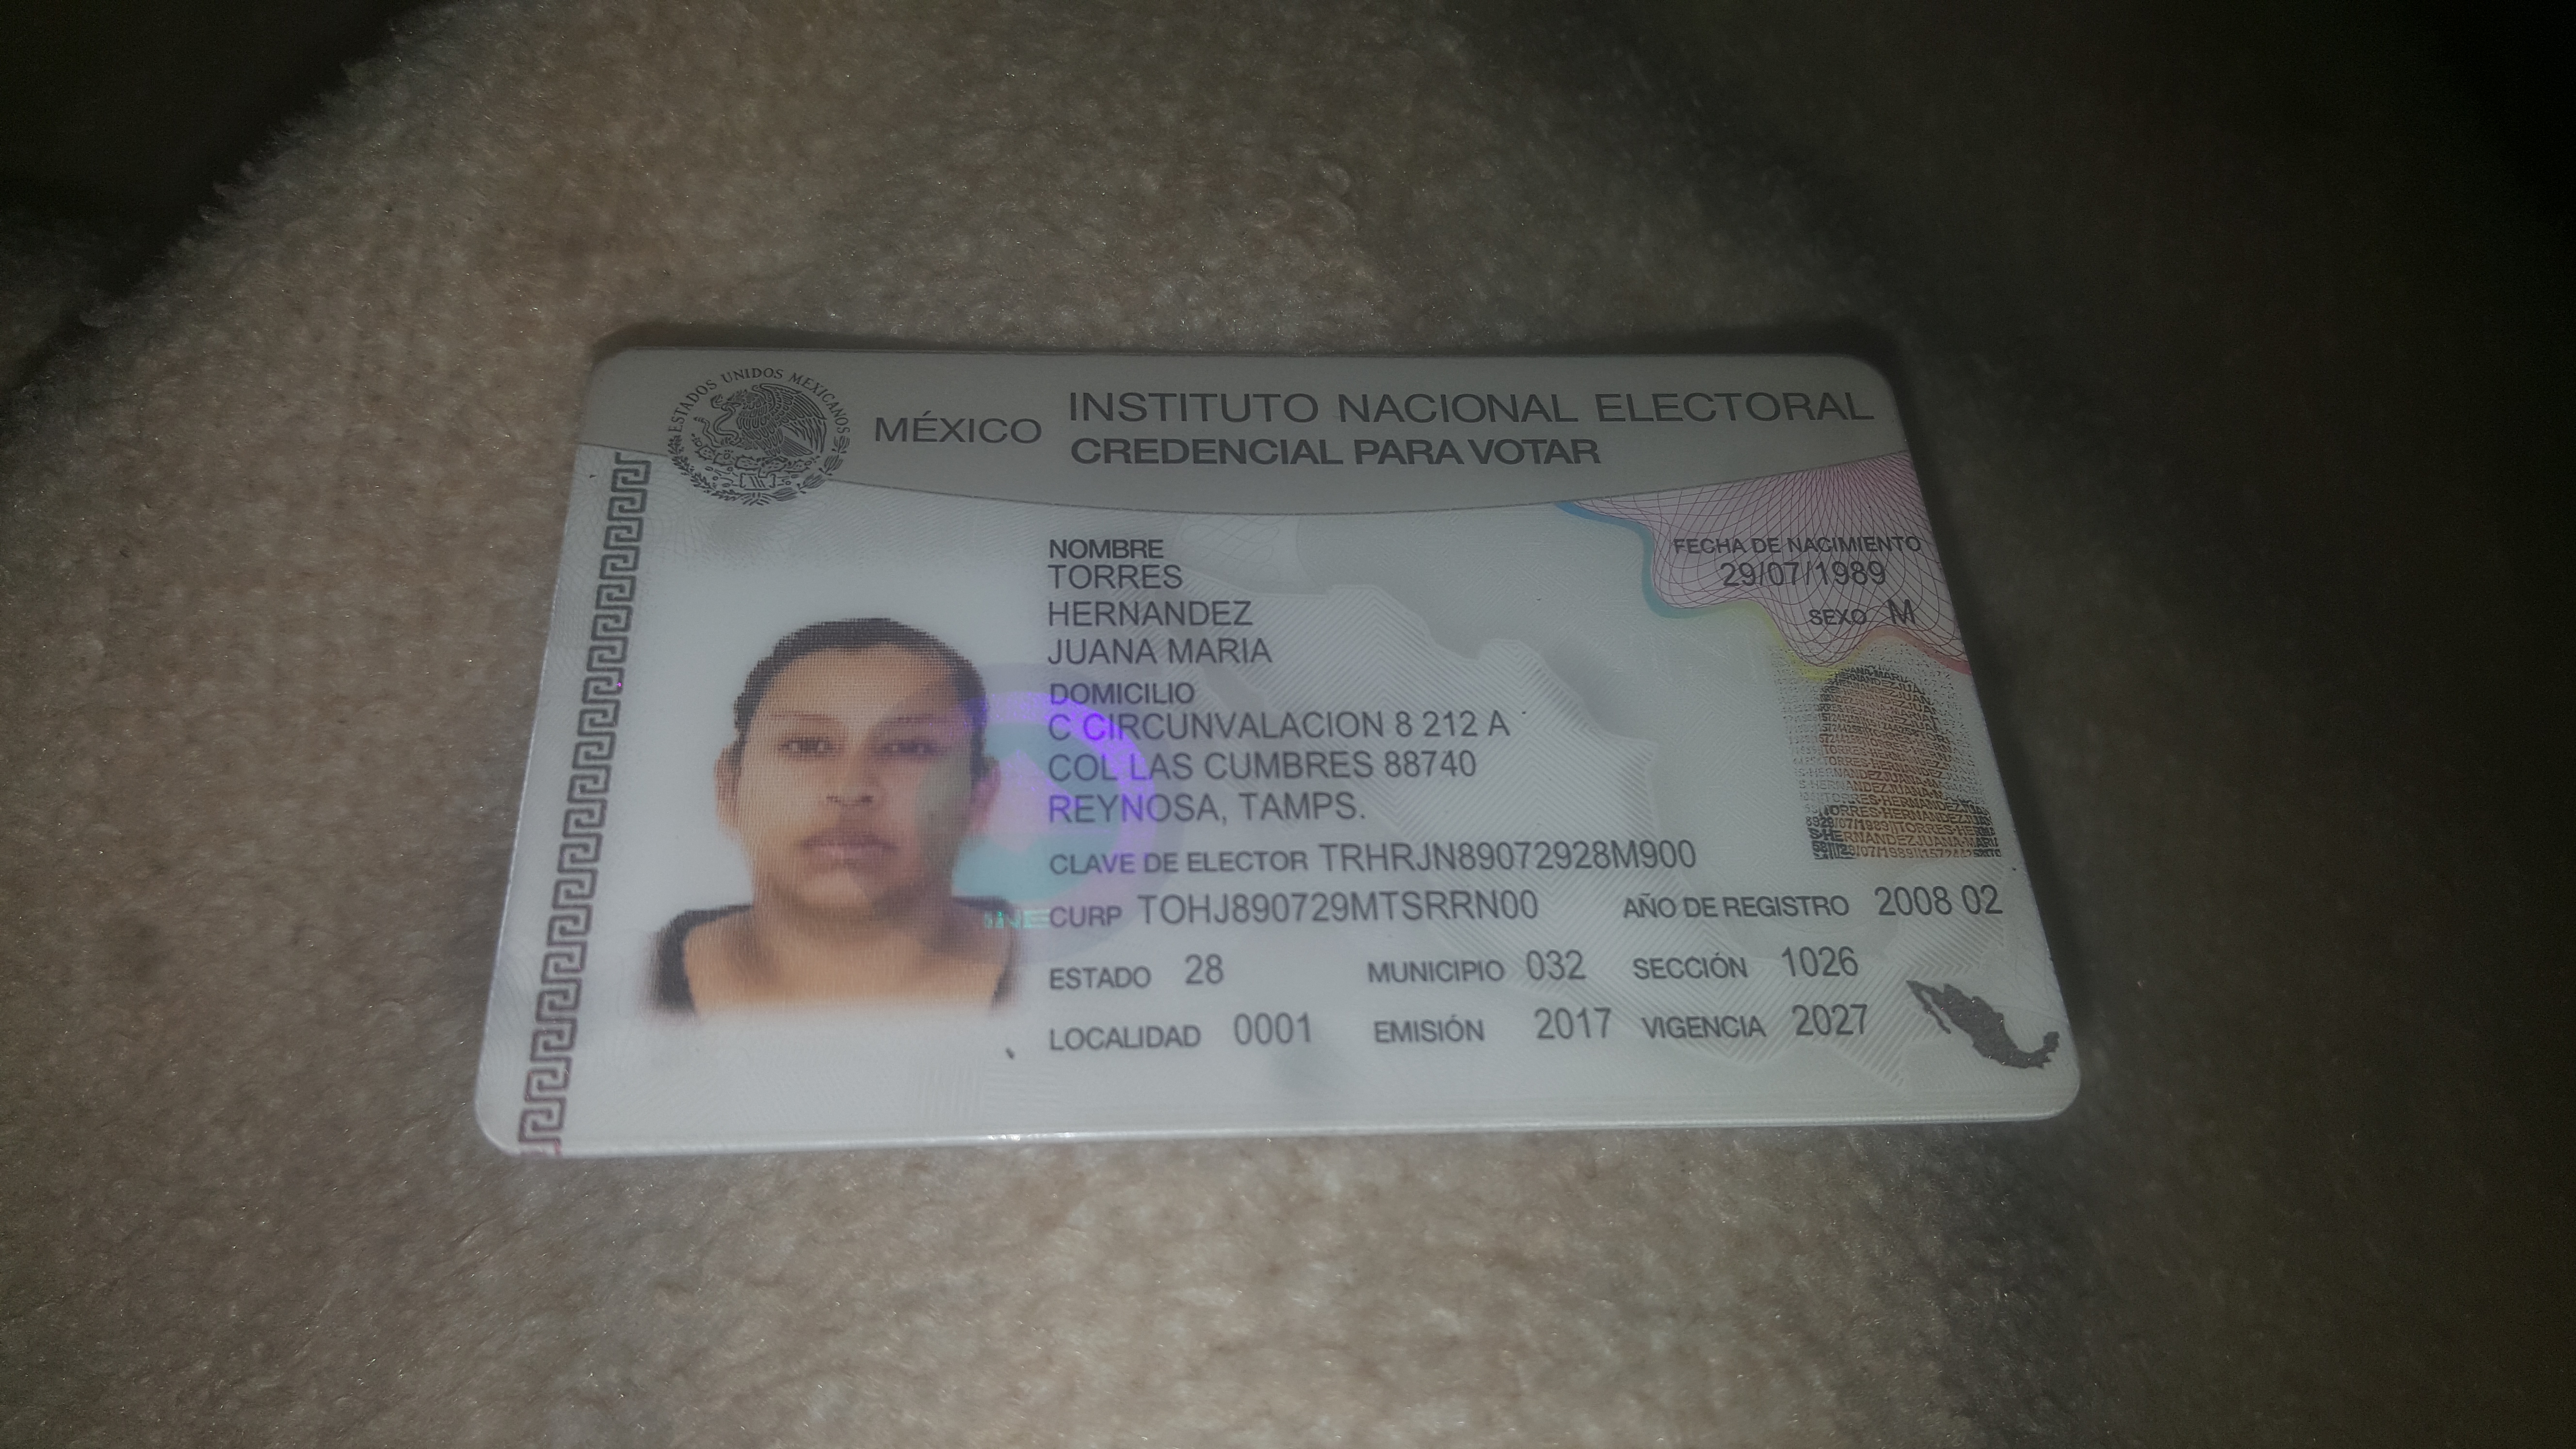 ESTADOS UNIDOS MEXICANOS
MÉXICO INSTITUTO NACIONAL ELECTORAL
CREDENCIAL PARA VOTAR
NOMBRE
TORRES
HERNANDEZ
JUANA MARIA
FECHA DE NACIMIENTO
29/07/1989
SEXO M
DOMICILIO
C CIRCUNVALACION 8 212 A
COL LAS CUMBRES 88740
REYNOSA, TAMPS.
CLAVE DE ELECTOR TRHRJN89072928M900
CURP TOHJ890729MTSRRN00 AÑO DE REGISTRO 2008 02
ESTADO 28 MUNICIPIO 032 SECCIÓN 1026
LOCALIDAD 0001 EMISIÓN 2017 VIGENCIA 2027